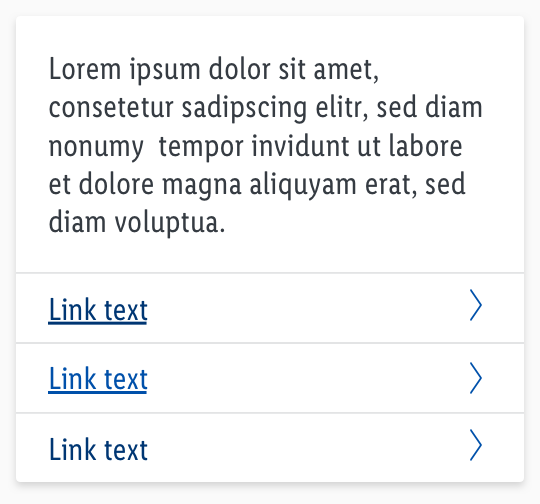 Lorem ipsum dolor sit amet,
consetetur sadipscing elitr, sed diam
nonumy  tempor invidunt ut labore
et dolore magna aliquyam erat, sed
diam voluptua.
Link text
Link text
Link text